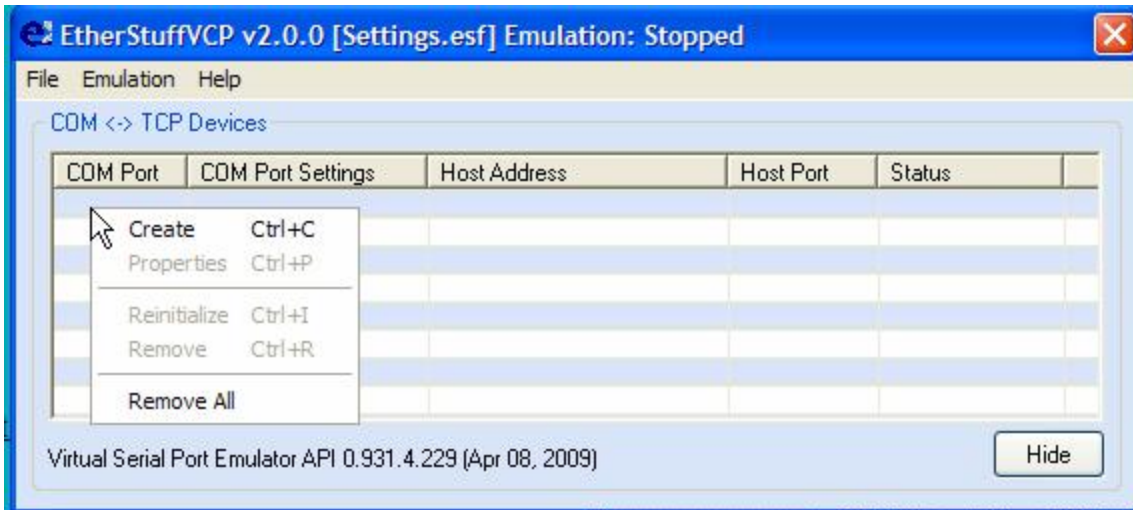 EtherStuffVCP v2.0.0 [Settings.esf] Emulation: Stopped
File Emulation Help
COM <-> TCP Devices
COM Port COM Port Settings Host Address Host Port Status
Create Ctrl+C
Properties Ctrl+P
Reinitialize Ctrl+I
Remove Ctrl+R
Remove All
Virtual Serial Port Emulator API 0.931.4.229 (Apr 08, 2009)
Hide